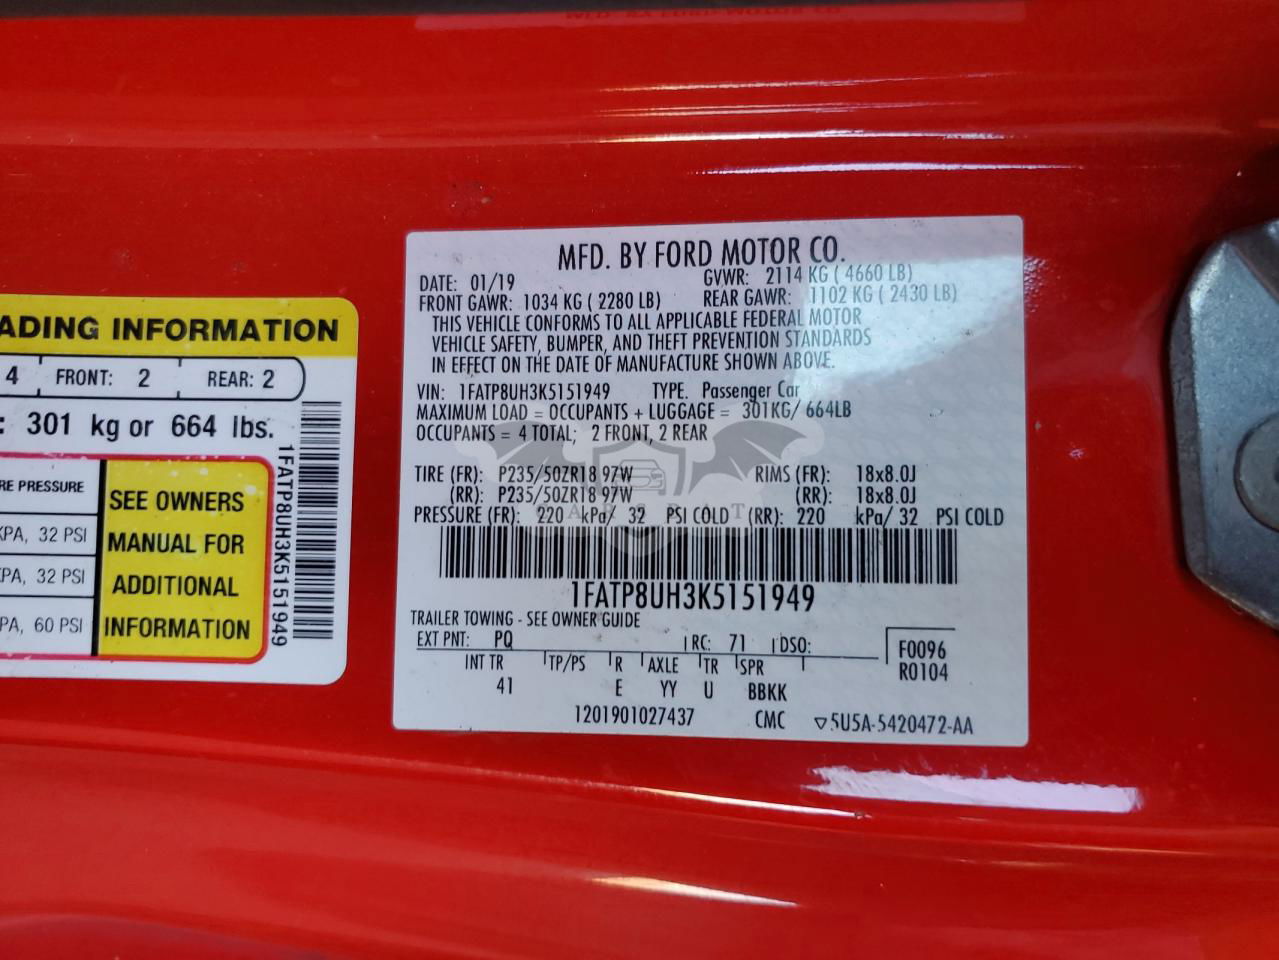 MFD. BY FORD MOTOR CO.
DATE: 01/19 GVWR: 2114 KG ( 4660 LB)
FRONT GAWR: 1034 KG ( 2280 LB) REAR GAWR: 1102 KG ( 2430 LB)
THIS VEHICLE CONFORMS TO ALL APPLICABLE FEDERAL MOTOR
VEHICLE SAFETY, BUMPER, AND THEFT PREVENTION STANDARDS
IN EFFECT ON THE DATE OF MANUFACTURE SHOWN ABOVE.
VIN: 1FATP8UH3K5151949 TYPE: Passenger Car
MAXIMUM LOAD = OCCUPANTS + LUGGAGE = 301KG/ 664LB
OCCUPANTS = 4 TOTAL; 2 FRONT, 2 REAR
TIRE (FR): P235/50ZR18 97W RIMS (FR): 18x8.0J
(RR): P235/50ZR18 97W (RR): 18x8.0J
PRESSURE (FR): 220 kPa/ 32 PSI COLD (RR): 220 kPa/ 32 PSI COLD
1FATP8UH3K5151949
TRAILER TOWING - SEE OWNER GUIDE
EXT PNT: PQ RC: 71 DSO:
F0096
R0104
INT TR TP/PS R AXLE TR SPR
41 E YY U BBKK
1201901027437 CMC ▽5U5A-5420472-AA
ADING INFORMATION
4 FRONT: 2 REAR: 2
: 301 kg or 664 lbs.
RE PRESSURE
KPA, 32 PSI
KPA, 32 PSI
PA, 60 PSI
SEE OWNERS
MANUAL FOR
ADDITIONAL
INFORMATION
1FATP8UH3K5151949